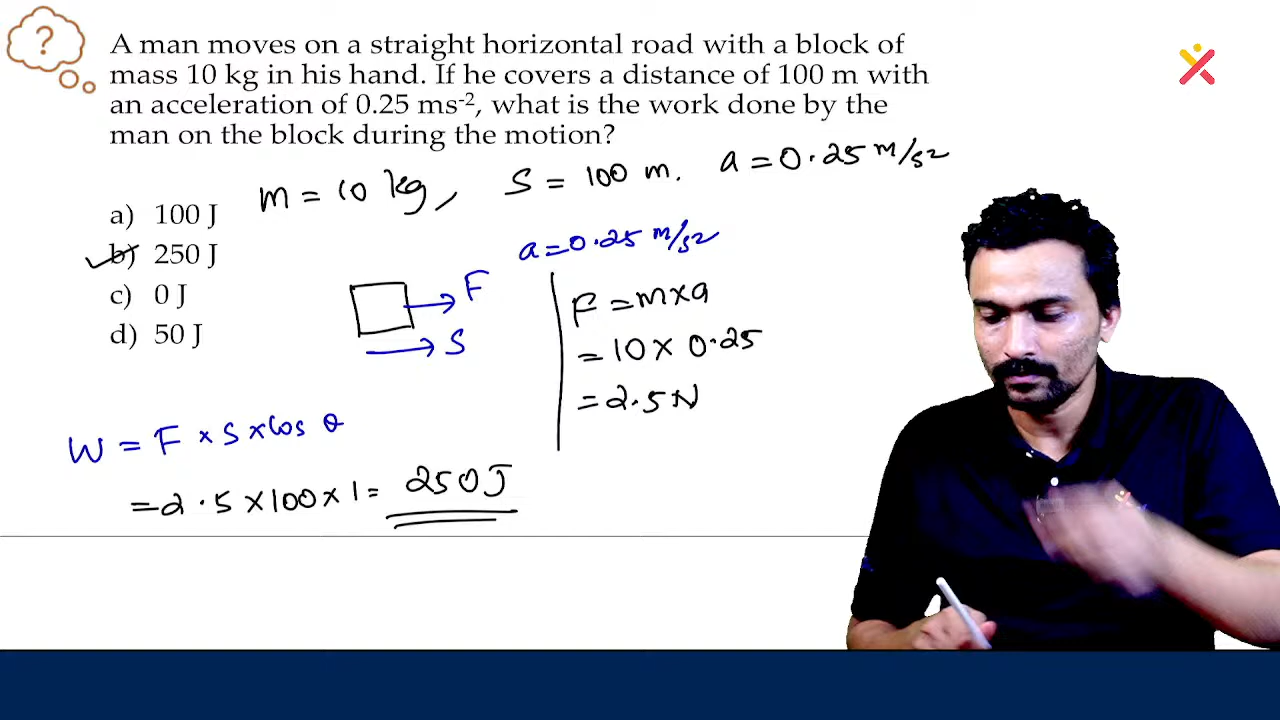 ?
A man moves on a straight horizontal road with a block of
mass 10 kg in his hand. If he covers a distance of 100 m with
an acceleration of 0.25 ms-2, what is the work done by the
man on the block during the motion?
m = 10 kg, S = 100 m. a = 0.25 m/s2
a) 100 J
b) 250 J
c) 0 J
d) 50 J
a = 0.25 m/s2
F
S
F = m x a
= 10 x 0.25
= 2.5 N
W = F x S x Cos θ
= 2.5 x 100 x 1 = 250 J